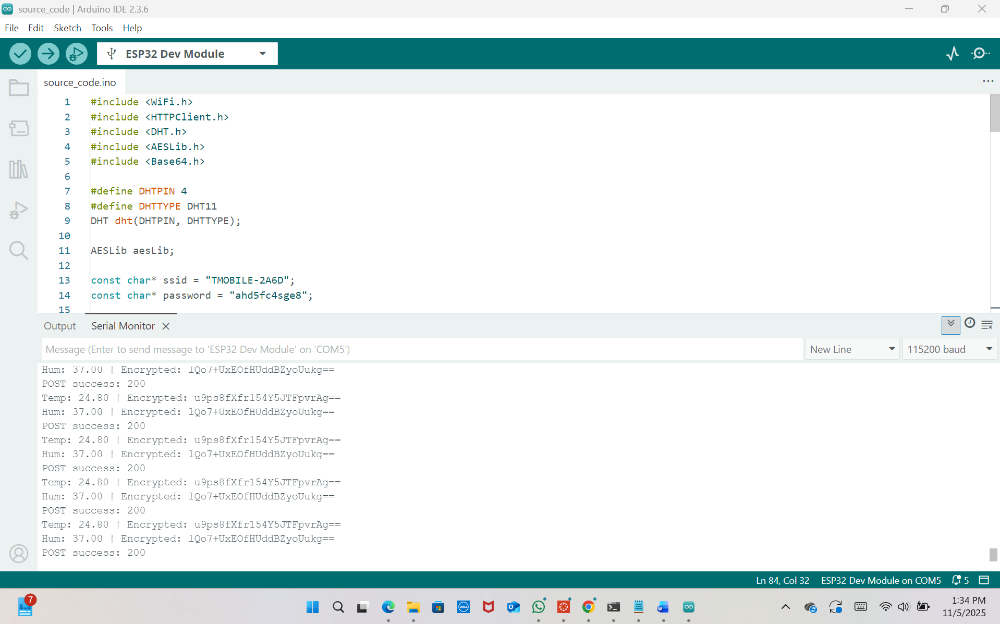 source_code | Arduino IDE 2.3.6
File Edit Sketch Tools Help
ESP32 Dev Module
source_code.ino
1 #include <WiFi.h>
2 #include <HTTPClient.h>
3 #include <DHT.h>
4 #include <AESLib.h>
5 #include <Base64.h>
6
7 #define DHTPIN 4
8 #define DHTTYPE DHT11
9 DHT dht(DHTPIN, DHTTYPE);
10
11 AESLib aesLib;
12
13 const char* ssid = "TMOBILE-2A6D";
14 const char* password = "ahd5fc4sge8";
15
Output Serial Monitor
Message (Enter to send message to 'ESP32 Dev Module' on 'COM5')
New Line
115200 baud
Hum: 37.00 | Encrypted: lQo7+UxEOfHUddBZyoUukg==
POST success: 200
Temp: 24.80 | Encrypted: u9ps8fXfr154Y5JTFpvrAg==
Hum: 37.00 | Encrypted: lQo7+UxEOfHUddBZyoUukg==
POST success: 200
Temp: 24.80 | Encrypted: u9ps8fXfr154Y5JTFpvrAg==
Hum: 37.00 | Encrypted: lQo7+UxEOfHUddBZyoUukg==
POST success: 200
Temp: 24.80 | Encrypted: u9ps8fXfr154Y5JTFpvrAg==
Hum: 37.00 | Encrypted: lQo7+UxEOfHUddBZyoUukg==
POST success: 200
Temp: 24.80 | Encrypted: u9ps8fXfr154Y5JTFpvrAg==
Hum: 37.00 | Encrypted: lQo7+UxEOfHUddBZyoUukg==
POST success: 200
Ln 84, Col 32 ESP32 Dev Module on COM5 5
7
DELL
1:34 PM
11/5/2025